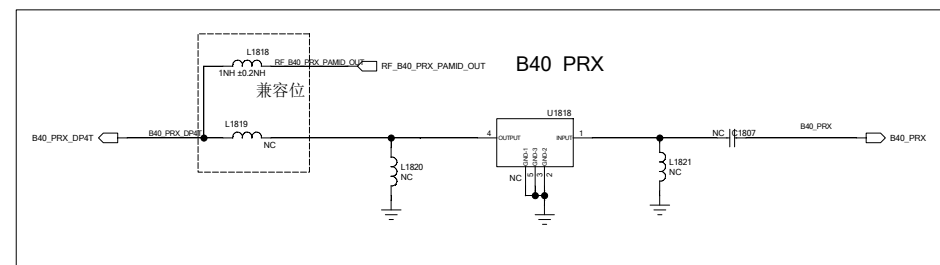 L1818
RF_B40_PRX_PAMID_OUT
RF_B40_PRX_PAMID_OUT
B40 PRX
1NH ±0.2NH
兼容位
L1819
U1818
B40_PRX_DP4T
B40_PRX_DP4T
NC
4
OUTPUT
INPUT
1
NC
C1807
B40_PRX
B40_PRX
L1820
NC
GND-1
GND-3
GND-2
NC
5
3
2
L1821
NC